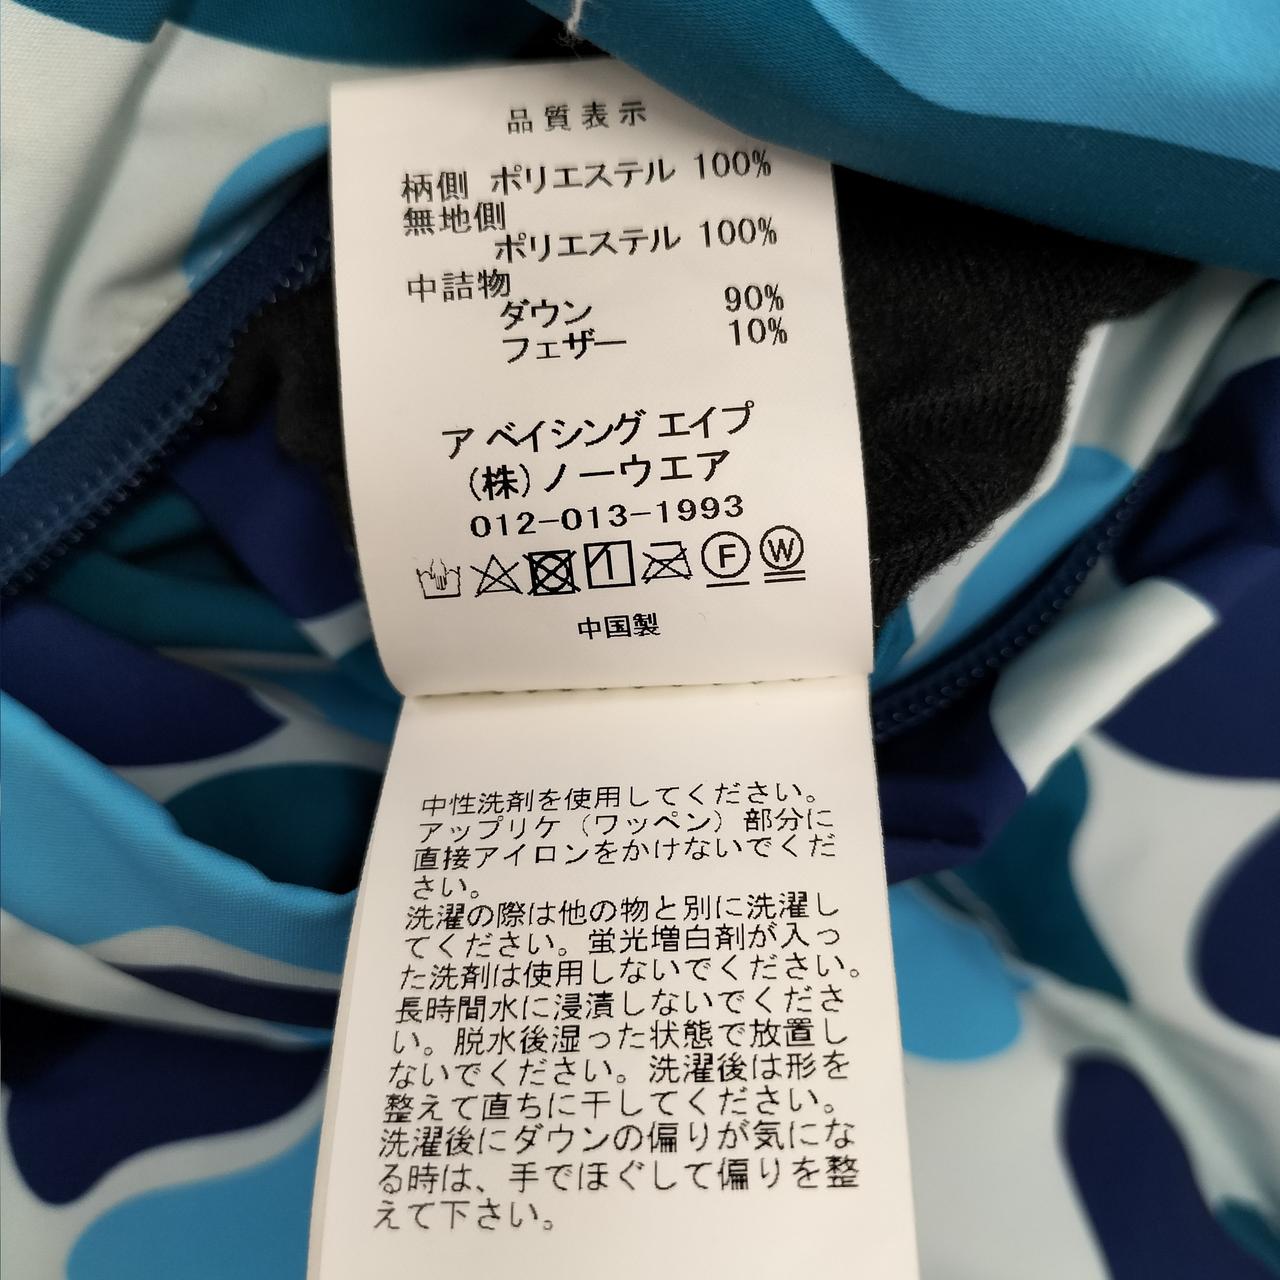 品質表示
柄側 ポリエステル 100%
無地側
ポリエステル 100%
中詰物
ダウン 90%
フェザー 10%
ア ベイシング エイプ
(株)ノーウエア
012-013-1993
F W
中国製
中性洗剤を使用してください。
アップリケ(ワッペン)部分に
直接アイロンをかけないでくだ
さい。
洗濯の際は他の物と別に洗濯し
てください。蛍光増白剤が入っ
た洗剤は使用しないでください。
長時間水に浸漬しないでくださ
い。脱水後湿った状態で放置し
ないでください。洗濯後は形を
整えて直ちに干してください。
洗濯後にダウンの偏りが気にな
る時は、手でほぐして偏りを整
えて下さい。